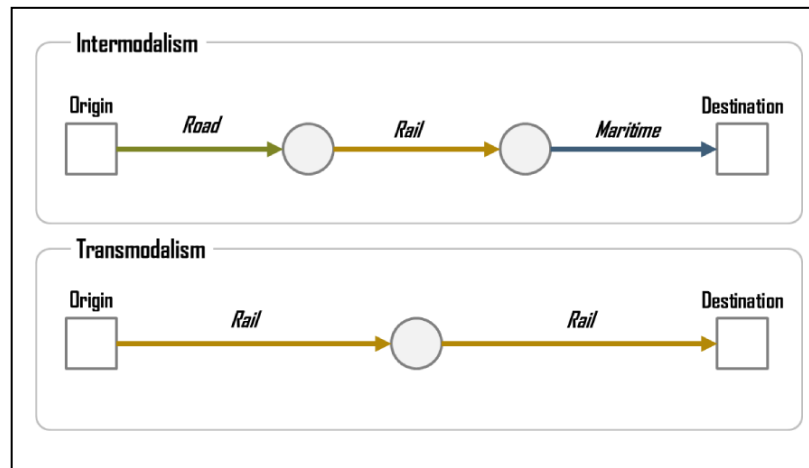 Intermodalism
Origin
Road
Rail
Maritime
Destination
Transmodalism
Origin
Rail
Rail
Destination